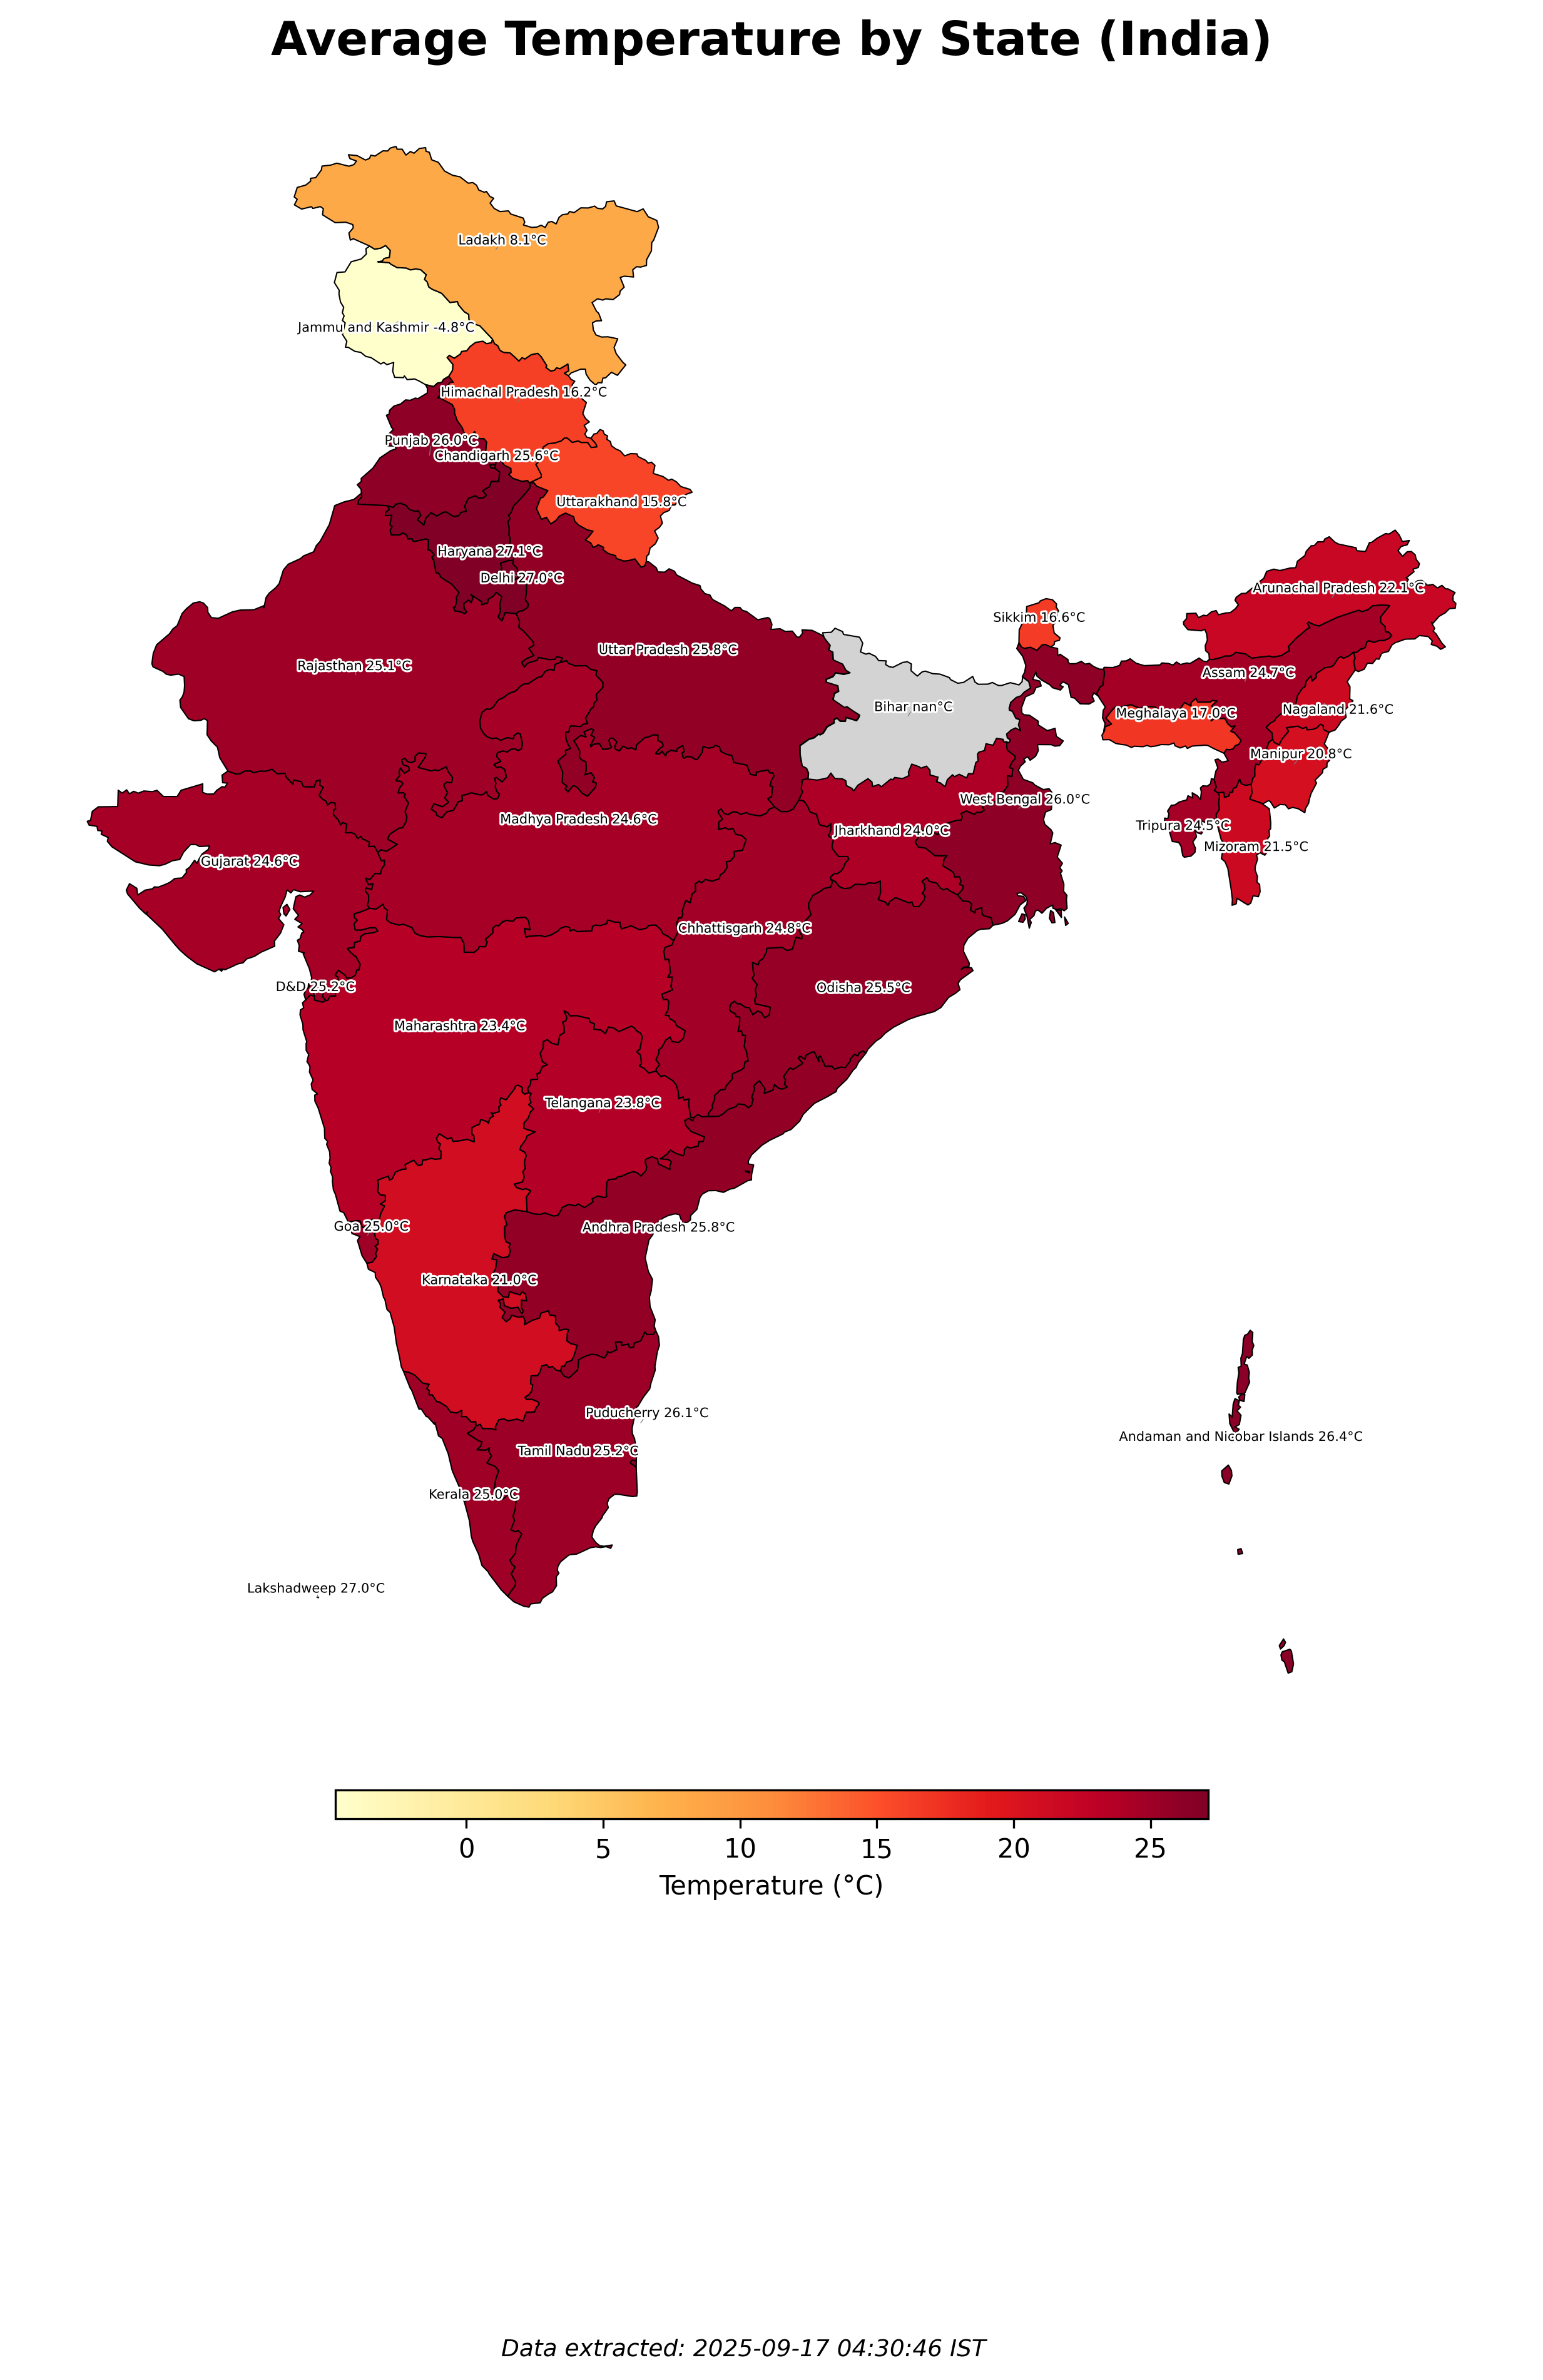 Average Temperature by State (India)
Ladakh 8.1°C
Jammu and Kashmir -4.8°C
Himachal Pradesh 16.2°C
Punjab 26.0°C
Chandigarh 25.6°C
Uttarakhand 15.8°C
Haryana 27.1°C
Delhi 27.0°C
Arunachal Pradesh 22.1°C
Sikkim 16.6°C
Uttar Pradesh 25.8°C
Rajasthan 25.1°C
Assam 24.7°C
Bihar nan°C
Nagaland 21.6°C
Meghalaya 17.0°C
Manipur 20.8°C
West Bengal 26.0°C
Madhya Pradesh 24.6°C
Tripura 24.5°C
Jharkhand 24.0°C
Mizoram 21.5°C
Gujarat 24.6°C
Chhattisgarh 24.8°C
D&D 25.2°C
Odisha 25.5°C
Maharashtra 23.4°C
Telangana 23.8°C
Goa 25.0°C
Andhra Pradesh 25.8°C
Karnataka 21.0°C
Puducherry 26.1°C
Andaman and Nicobar Islands 26.4°C
Tamil Nadu 25.2°C
Kerala 25.0°C
Lakshadweep 27.0°C
0 5 10 15 20 25
Temperature (°C)
Data extracted: 2025-09-17 04:30:46 IST